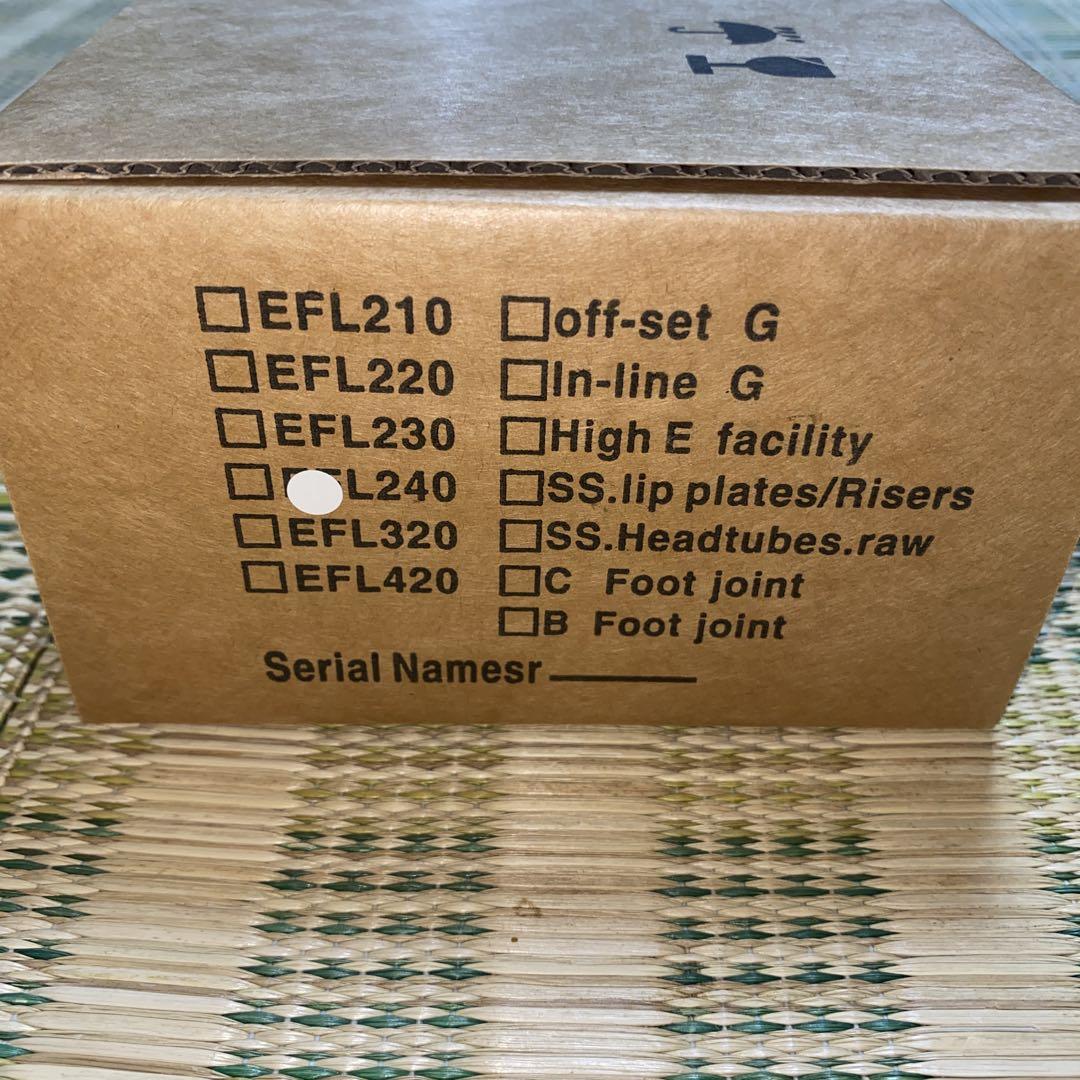 EFL210 off-set G
EFL220 In-line G
EFL230 High E facility
L240 SS.lip plates/Risers
EFL320 SS.Headtubes.raw
EFL420 C Foot joint
B Foot joint
Serial Namesr